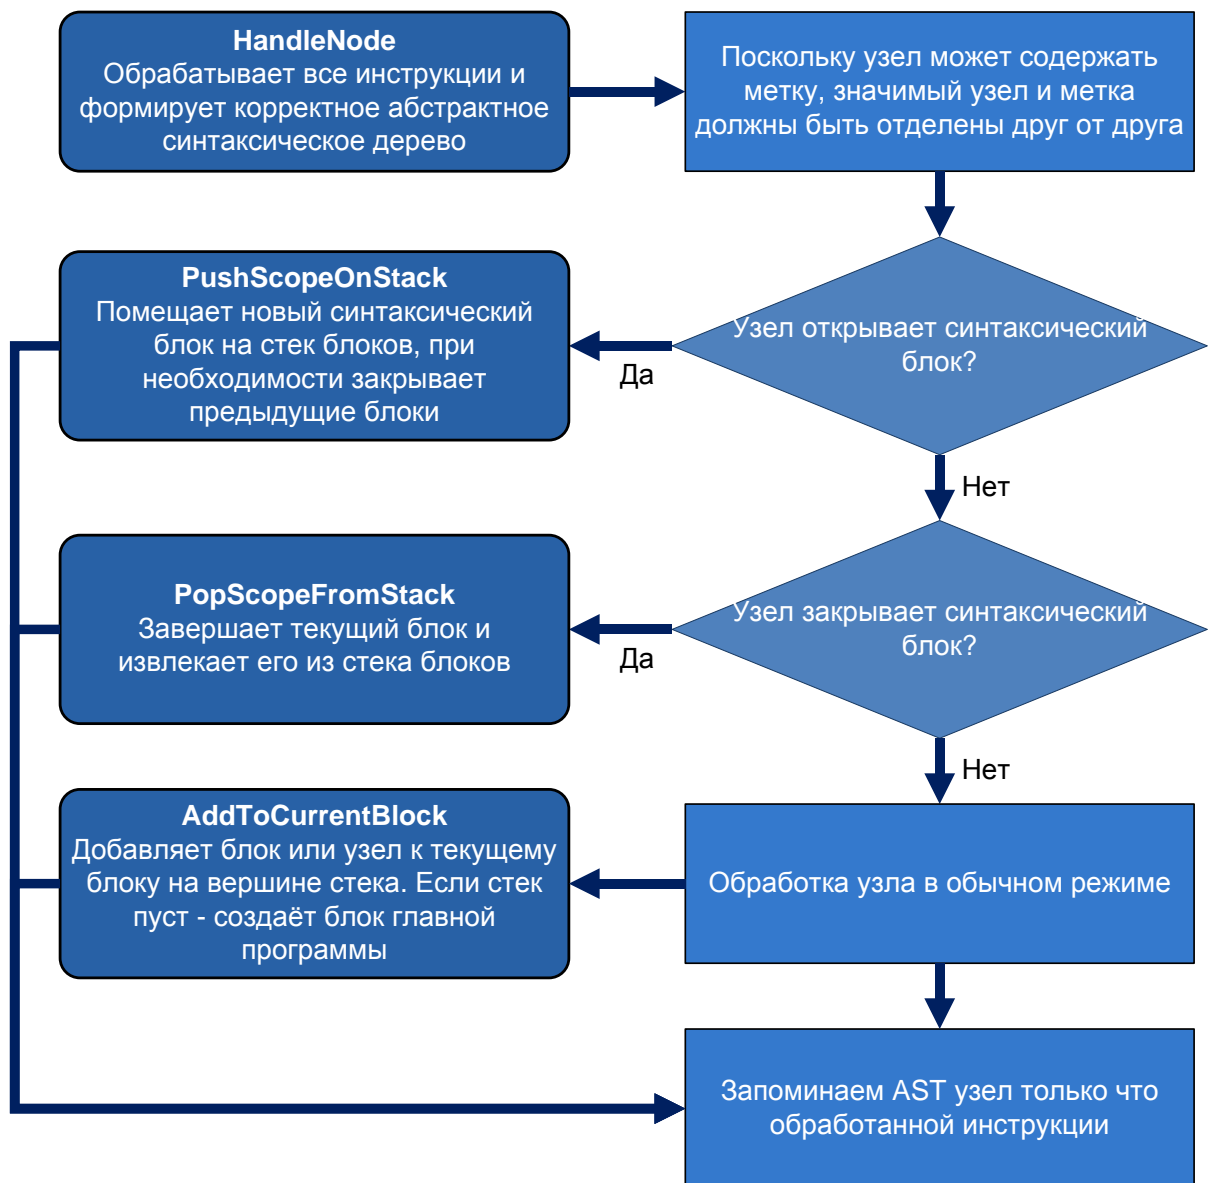 HandleNode
Обрабатывает все инструкции и
формирует корректное абстрактное
синтаксическое дерево
Поскольку узел может содержать
метку, значимый узел и метка
должны быть отделены друг от друга
PushScopeOnStack
Помещает новый синтаксический
блок на стек блоков, при
необходимости закрывает
предыдущие блоки
Да
Узел открывает синтаксический
блок?
Нет
PopScopeFromStack
Завершает текущий блок и
извлекает его из стека блоков
Да
Узел закрывает синтаксический
блок?
Нет
AddToCurrentBlock
Добавляет блок или узел к текущему
блоку на вершине стека. Если стек
пуст - создаёт блок главной
программы
Обработка узла в обычном режиме
Запоминаем AST узел только что
обработанной инструкции